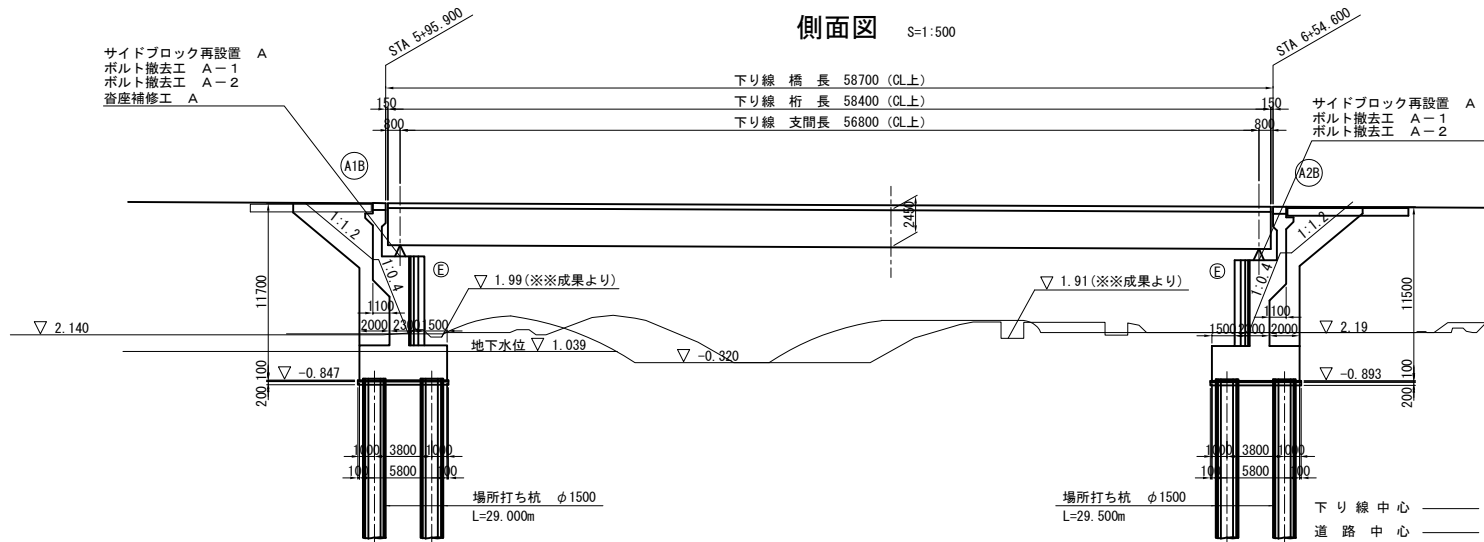 側面図 S=1:500
STA 5+95.900
STA 6+54.600
サイドブロック再設置 A
ボルト撤去工 A-1
ボルト撤去工 A-2
沓座補修工 A
下り線 橋 長 58700 (CL上)
150
下り線 桁 長 58400 (CL上)
150
800
下り線 支間長 56800 (CL上)
800
サイドブロック再設置 A
ボルト撤去工 A-1
ボルト撤去工 A-2
A1B
A2B
1:1.2
2450
1:1.2
1:0.4
E
▽ 1.99(※※成果より)
▽ 1.91(※※成果より)
E
1:0.4
11700
11500
1100
1100
2000
2300
1500
1500
2000
▽ 2.140
▽ 2.19
地下水位 ▽ 1.039
▽ -0.320
▽ -0.847
▽ -0.893
100
200
100
200
1000 3800 1000
1000 3800 1000
100 5800 100
100 5800 100
場所打ち杭 φ1500
L=29.000m
場所打ち杭 φ1500
L=29.500m
下り線中心
道路中心